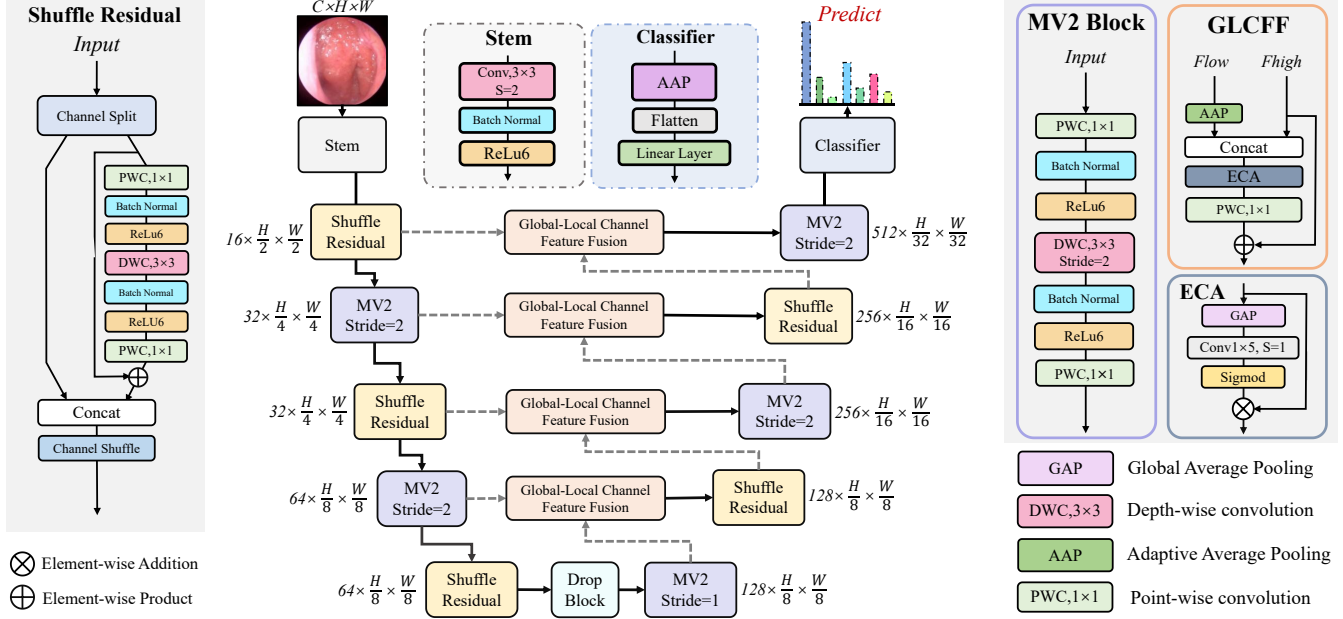 Shuffle Residual
Input
Channel Split
PWC,1×1
Batch Normal
ReLu6
DWC,3×3
Batch Normal
ReLU6
PWC,1×1
Concat
Channel Shuffle
Element-wise Addition
Element-wise Product
C×H×W
Stem
Stem
Conv,3×3
S=2
Batch Normal
ReLu6
Classifier
AAP
Flatten
Linear Layer
Predict
Classifier
16× H/2 × W/2
Shuffle
Residual
Global-Local Channel
Feature Fusion
MV2
Stride=2
512× H/32 × W/32
32× H/4 × W/4
MV2
Stride=2
Global-Local Channel
Feature Fusion
Shuffle
Residual
256× H/16 × W/16
32× H/4 × W/4
Shuffle
Residual
Global-Local Channel
Feature Fusion
MV2
Stride=2
256× H/16 × W/16
64× H/8 × W/8
MV2
Stride=2
Global-Local Channel
Feature Fusion
Shuffle
Residual
128× H/8 × W/8
64× H/8 × W/8
Shuffle
Residual
Drop
Block
MV2
Stride=1
128× H/8 × W/8
MV2 Block
Input
PWC,1×1
Batch Normal
ReLu6
DWC,3×3
Stride=2
Batch Normal
ReLu6
PWC,1×1
GLCFF
Flow
Fhigh
AAP
Concat
ECA
PWC,1×1
ECA
GAP
Conv1×5, S=1
Sigmod
GAP
Global Average Pooling
DWC,3×3
Depth-wise convolution
AAP
Adaptive Average Pooling
PWC,1×1
Point-wise convolution